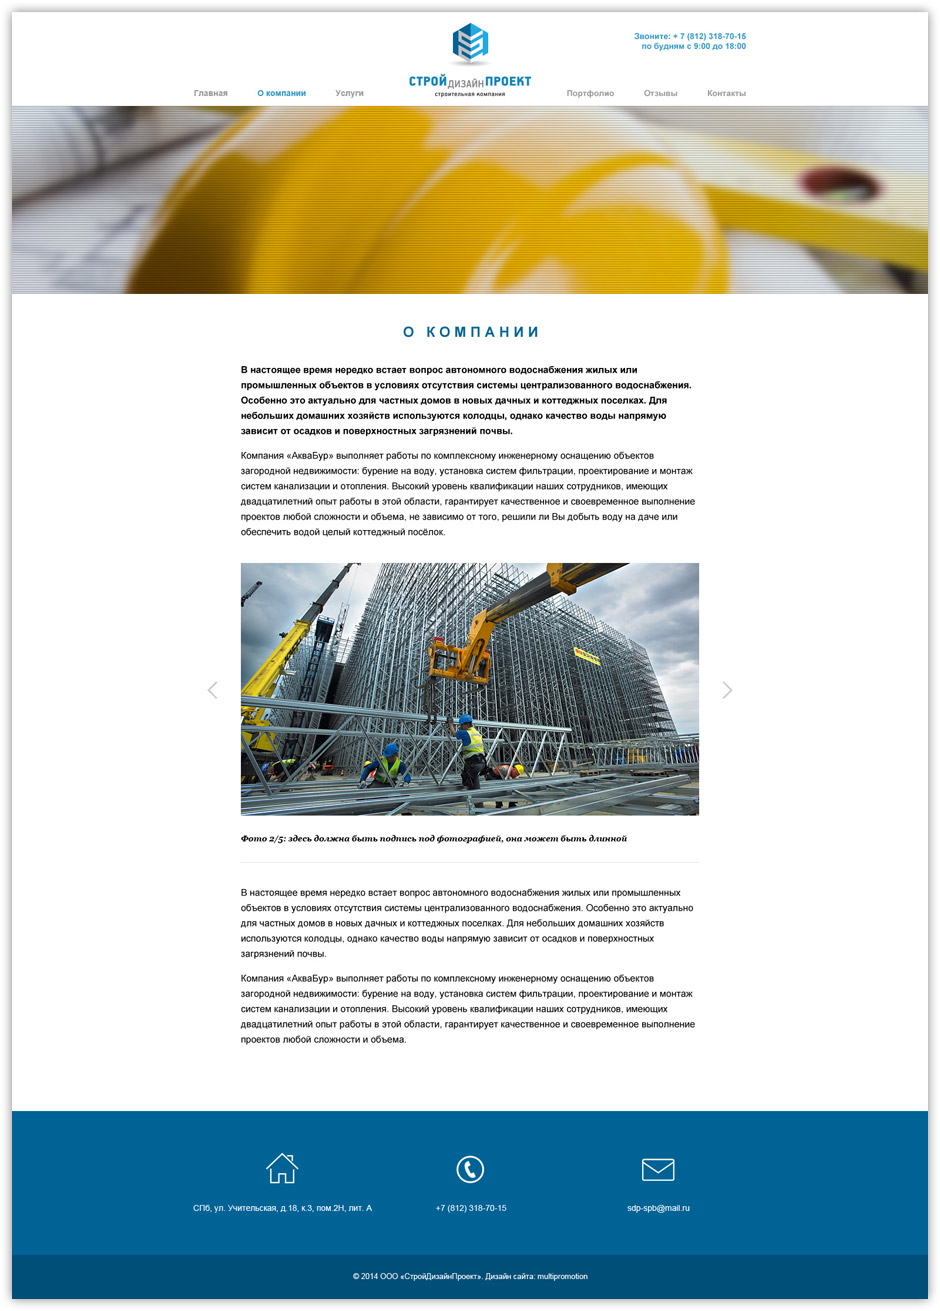 Звоните: + 7 (812) 318-70-15
по будням с 9:00 до 18:00
СТРОЙДИЗАЙНПРОЕКТ
строительная компания
Главная О компании Услуги Портфолио Отзывы Контакты
О КОМПАНИИ
В настоящее время нередко встает вопрос автономного водоснабжения жилых или
промышленных объектов в условиях отсутствия системы централизованного водоснабжения.
Особенно это актуально для частных домов в новых дачных и коттеджных поселках. Для
небольших домашних хозяйств используются колодцы, однако качество воды напрямую
зависит от осадков и поверхностных загрязнений почвы.
Компания «АкваБур» выполняет работы по комплексному инженерному оснащению объектов
загородной недвижимости: бурение на воду, установка систем фильтрации, проектирование и монтаж
систем канализации и отопления. Высокий уровень квалификации наших сотрудников, имеющих
двадцатилетний опыт работы в этой области, гарантирует качественное и своевременное выполнение
проектов любой сложности и объема, не зависимо от того, решили ли Вы добыть воду на даче или
обеспечить водой целый коттеджный посёлок.
Фото 2/5: здесь должна быть подпись под фотографией, она может быть длинной
В настоящее время нередко встает вопрос автономного водоснабжения жилых или промышленных
объектов в условиях отсутствия системы централизованного водоснабжения. Особенно это актуально
для частных домов в новых дачных и коттеджных поселках. Для небольших домашних хозяйств
используются колодцы, однако качество воды напрямую зависит от осадков и поверхностных
загрязнений почвы.
Компания «АкваБур» выполняет работы по комплексному инженерному оснащению объектов
загородной недвижимости: бурение на воду, установка систем фильтрации, проектирование и монтаж
систем канализации и отопления. Высокий уровень квалификации наших сотрудников, имеющих
двадцатилетний опыт работы в этой области, гарантирует качественное и своевременное выполнение
проектов любой сложности и объема.
СПб, ул. Учительская, д.18, к.3, пом.2Н, лит. А
+7 (812) 318-70-15
sdp-spb@mail.ru
© 2014 ООО «СтройДизайнПроект». Дизайн сайта: multipromotion